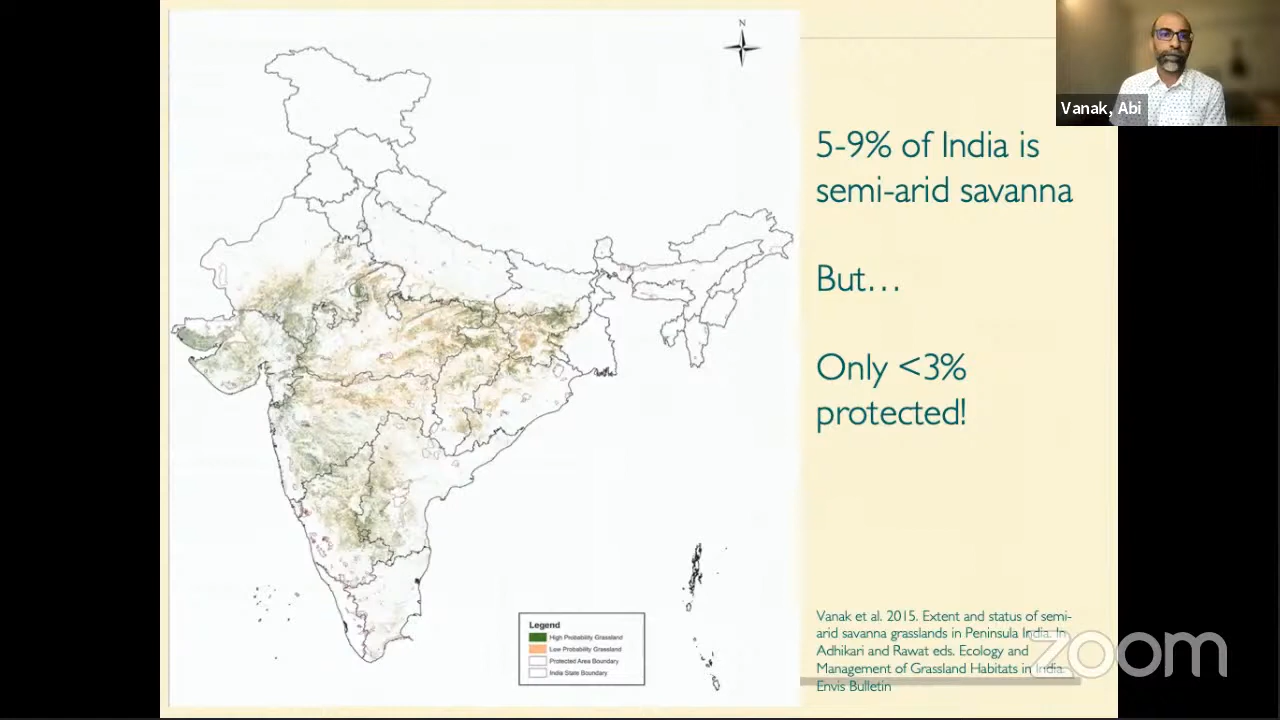 N
Vanak, Abi
5-9% of India is
semi-arid savanna
But…
Only <3%
protected!
Legend
High Probability Grassland
Low Probability Grassland
Protected Area Boundary
India State Boundary
Vanak et al. 2015. Extent and status of semi-
arid savanna grasslands in Peninsula India. In
Adhikari and Rawat eds. Ecology and
Management of Grassland Habitats in India.
Envis Bulletin
zoom